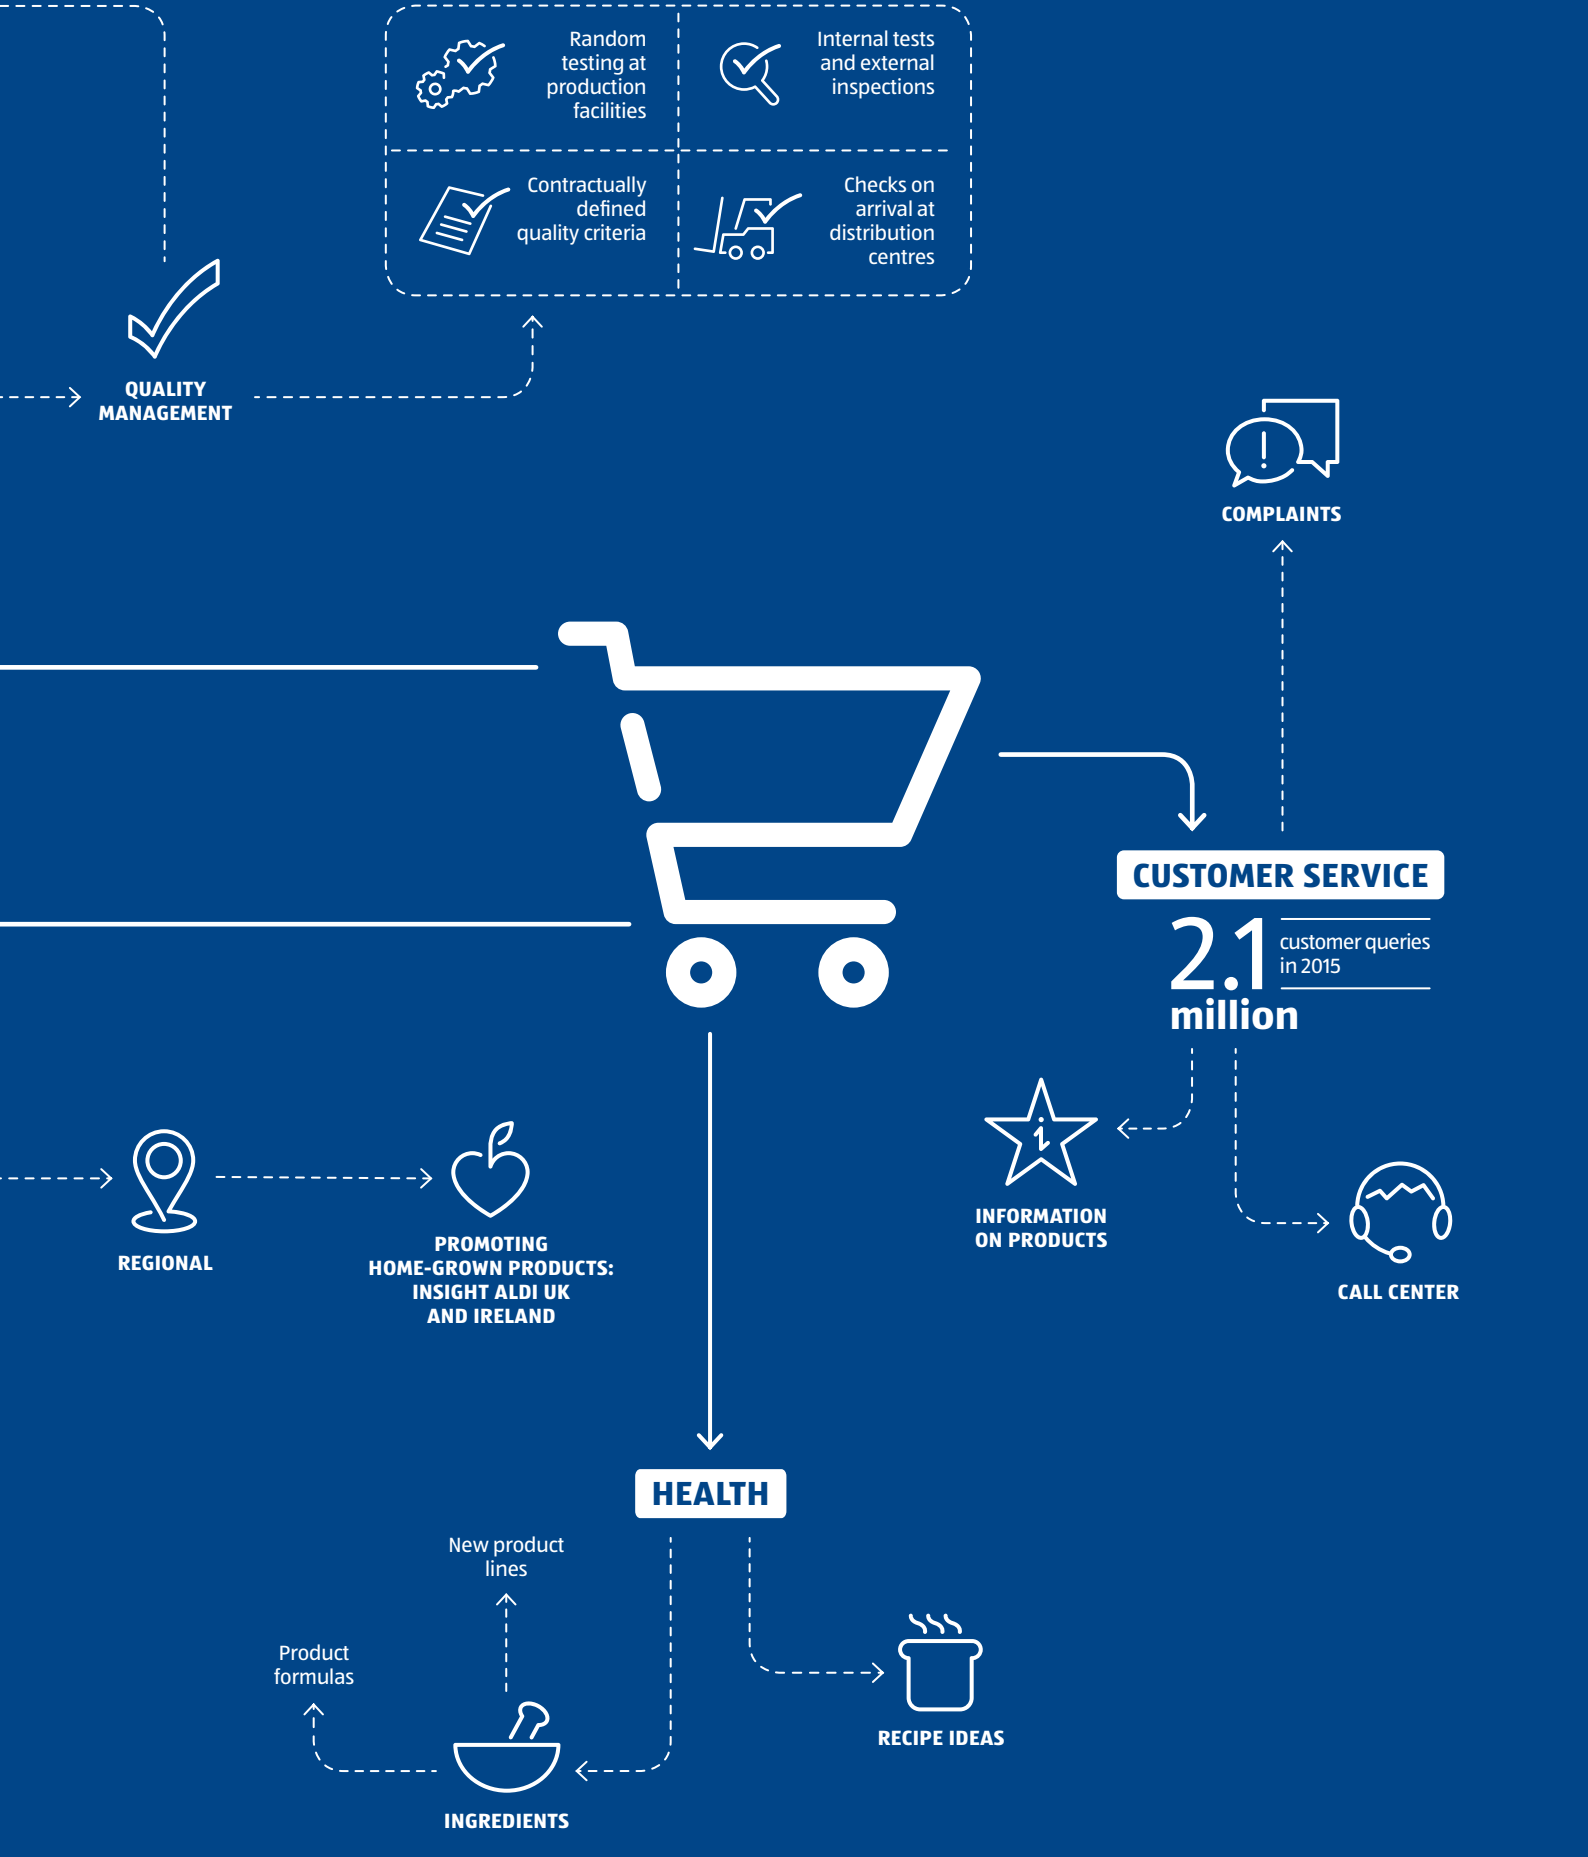 Random
testing at
production
facilities
Internal tests
and external
inspections
Contractually
defined
quality criteria
Checks on
arrival at
distribution
centres
QUALITY
MANAGEMENT
COMPLAINTS
CUSTOMER SERVICE
2.1
million
customer queries
in 2015
INFORMATION
ON PRODUCTS
CALL CENTER
REGIONAL
PROMOTING
HOME-GROWN PRODUCTS:
INSIGHT ALDI UK
AND IRELAND
HEALTH
New product
lines
Product
formulas
RECIPE IDEAS
INGREDIENTS